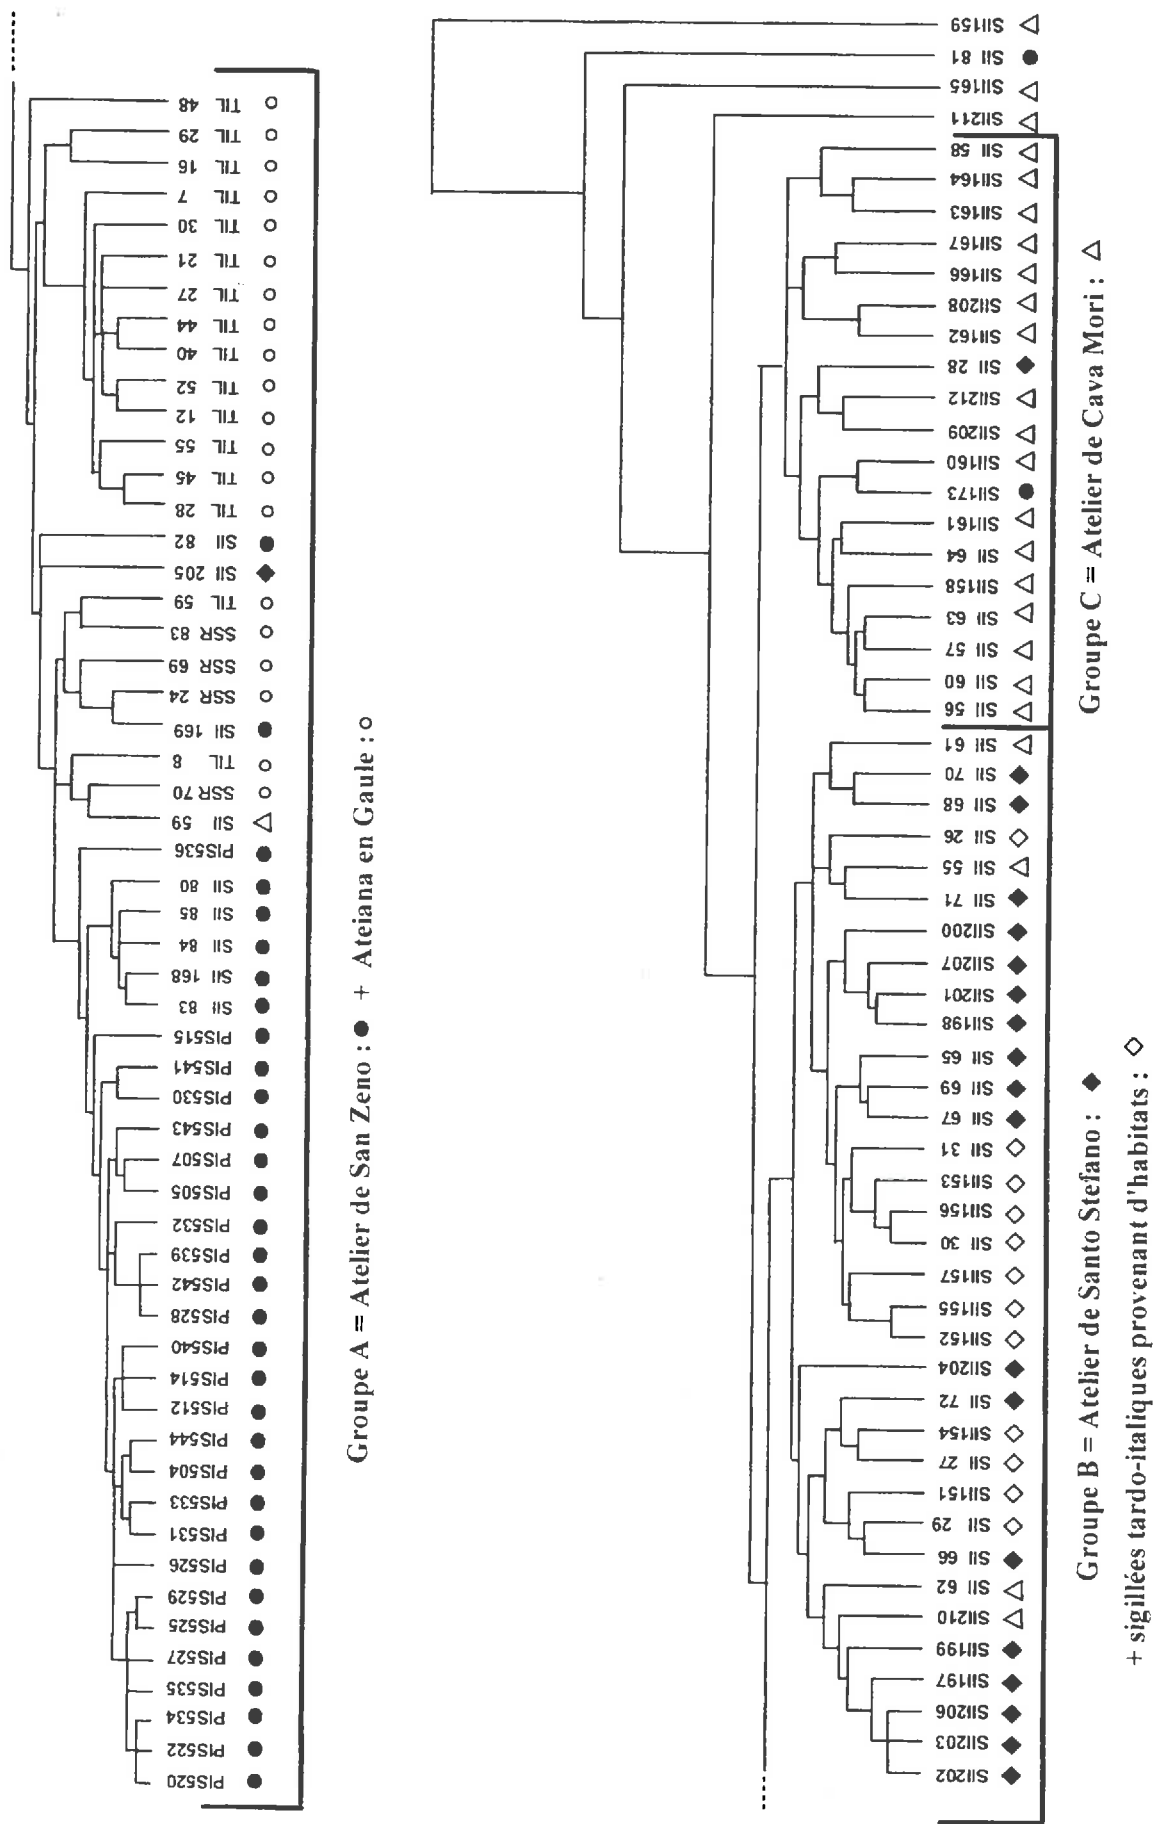 TIL 48
TIL 29
TIL 16
TIL 7
TIL 30
TIL 21
TIL 27
TIL 44
TIL 40
TIL 52
TIL 12
TIL 55
TIL 45
TIL 28
SII 82
SII 205
TIL 59
SSR 83
SSR 69
SSR 24
SII 169
TIL 8
SSR 70
SII 59
PIS536
SII 80
SII 85
SII 84
SII 168
SII 83
PIS515
PIS541
PIS530
PIS543
PIS507
PIS505
PIS532
PIS539
PIS542
PIS528
PIS540
PIS514
PIS512
PIS544
PIS504
PIS533
PIS531
PIS526
PIS529
PIS525
PIS527
PIS535
PIS534
PIS522
PIS520
Groupe A = Atelier de San Zeno : ● + Ateiana en Gaule : ○
SII159
SII 81
SII165
SII211
SII 58
SII164
SII163
SII167
SII166
SII208
SII162
SII 28
SII212
SII209
SII160
SII173
SII161
SII 64
SII158
SII 63
SII 57
SII 60
SII 56
SII 61
SII 70
SII 68
SII 26
SII 55
SII 71
SII200
SII207
SII201
SII198
SII 65
SII 69
SII 67
SII 31
SII153
SII156
SII 30
SII157
SII155
SII152
SII204
SII 72
SII154
SII 27
SII151
SII 29
SII 66
SII 62
SII210
SII199
SII197
SII206
SII203
SII202
Groupe C = Atelier de Cava Mori : △
Groupe B = Atelier de Santo Stefano : ◆
+ sigillées tardo-italiques provenant d'habitats : ◇